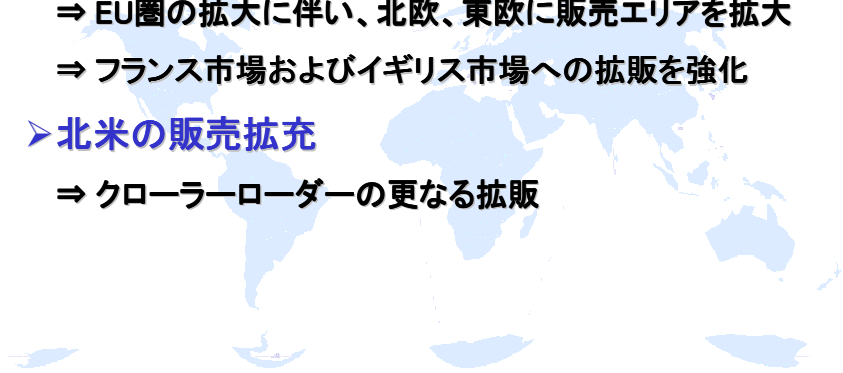 ⇒ EU圏の拡大に伴い、北欧、東欧に販売エリアを拡大
⇒ フランス市場およびイギリス市場への拡販を強化
➢北米の販売拡充
⇒ クローラーローダーの更なる拡販